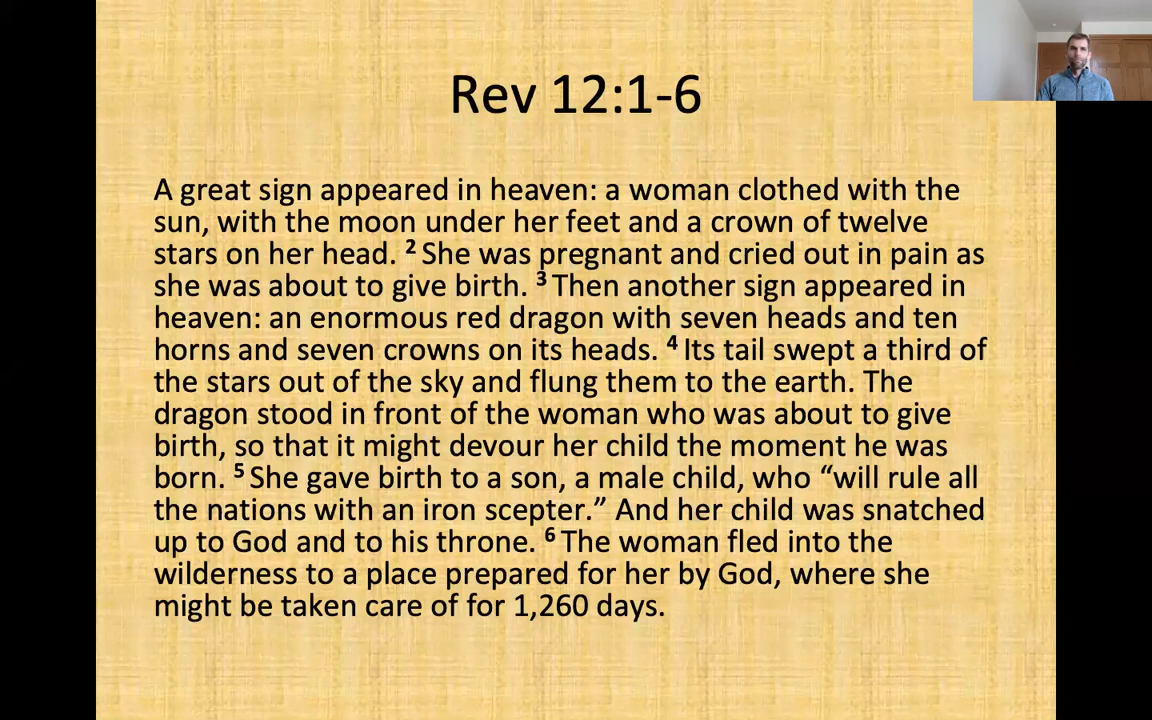 Rev 12:1-6
A great sign appeared in heaven: a woman clothed with the
sun, with the moon under her feet and a crown of twelve
stars on her head. ² She was pregnant and cried out in pain as
she was about to give birth. ³ Then another sign appeared in
heaven: an enormous red dragon with seven heads and ten
horns and seven crowns on its heads. ⁴ Its tail swept a third of
the stars out of the sky and flung them to the earth. The
dragon stood in front of the woman who was about to give
birth, so that it might devour her child the moment he was
born. ⁵ She gave birth to a son, a male child, who “will rule all
the nations with an iron scepter.” And her child was snatched
up to God and to his throne. ⁶ The woman fled into the
wilderness to a place prepared for her by God, where she
might be taken care of for 1,260 days.